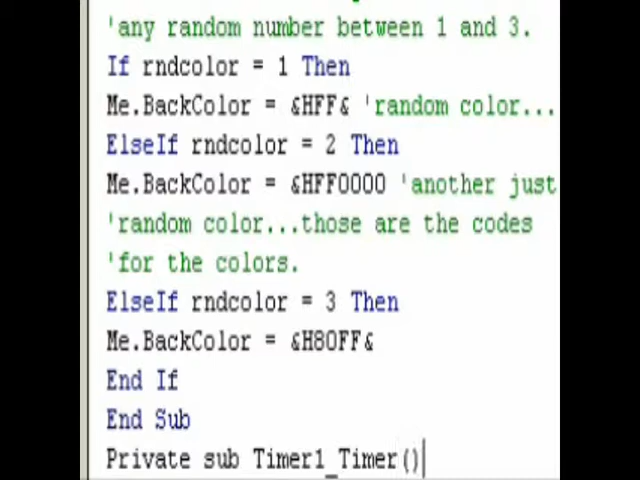 'any random number between 1 and 3.
If rndcolor = 1 Then
Me.BackColor = &HFF& 'random color...
ElseIf rndcolor = 2 Then
Me.BackColor = &HFF0000 'another just
'random color...those are the codes
'for the colors.
ElseIf rndcolor = 3 Then
Me.BackColor = &H80FF&
End If
End Sub
Private sub Timer1_Timer()